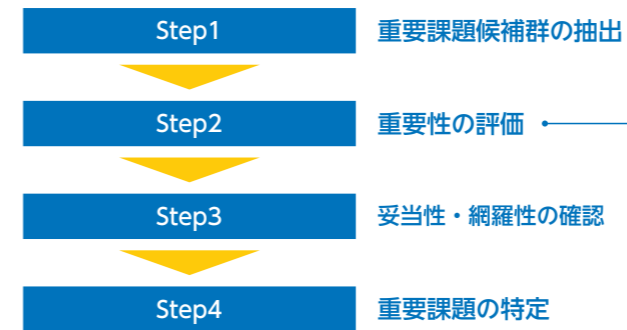 Step1
重要課題候補群の抽出
Step2
重要性の評価
Step3
妥当性・網羅性の確認
Step4
重要課題の特定